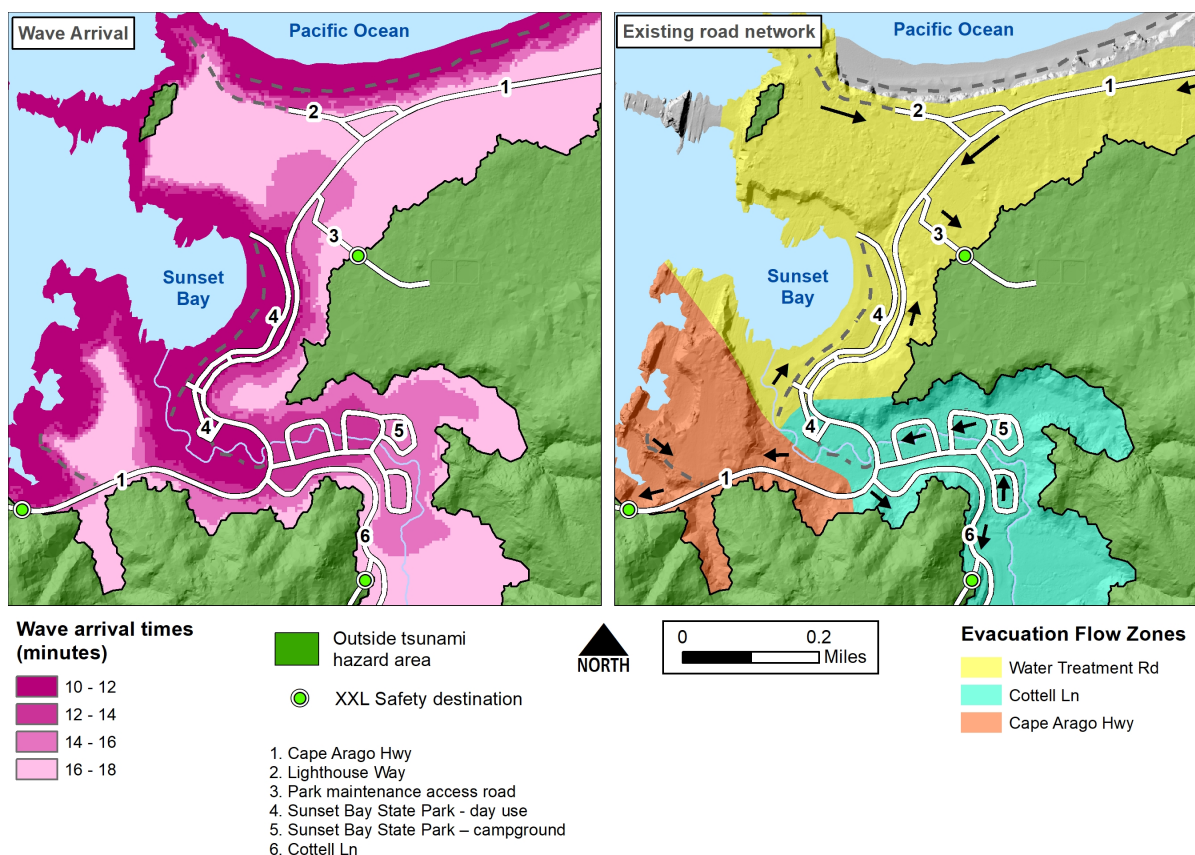 Wave Arrival
Pacific Ocean
1
2
3
Sunset
Bay
4
4
5
1
6
Existing road network
Pacific Ocean
1
2
3
Sunset
Bay
4
4
5
1
6
Wave arrival times
(minutes)
10 - 12
12 - 14
14 - 16
16 - 18
Outside tsunami
hazard area
XXL Safety destination
1. Cape Arago Hwy
2. Lighthouse Way
3. Park maintenance access road
4. Sunset Bay State Park - day use
5. Sunset Bay State Park – campground
6. Cottell Ln
NORTH
0 0.2
Miles
Evacuation Flow Zones
Water Treatment Rd
Cottell Ln
Cape Arago Hwy